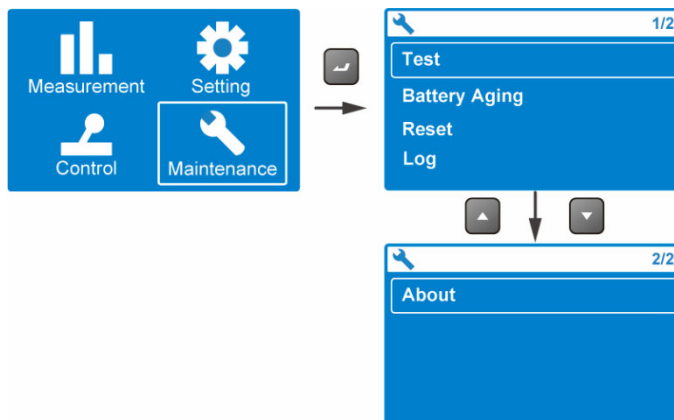 Measurement
Setting
Control
Maintenance
1/2
Test
Battery Aging
Reset
Log
2/2
About